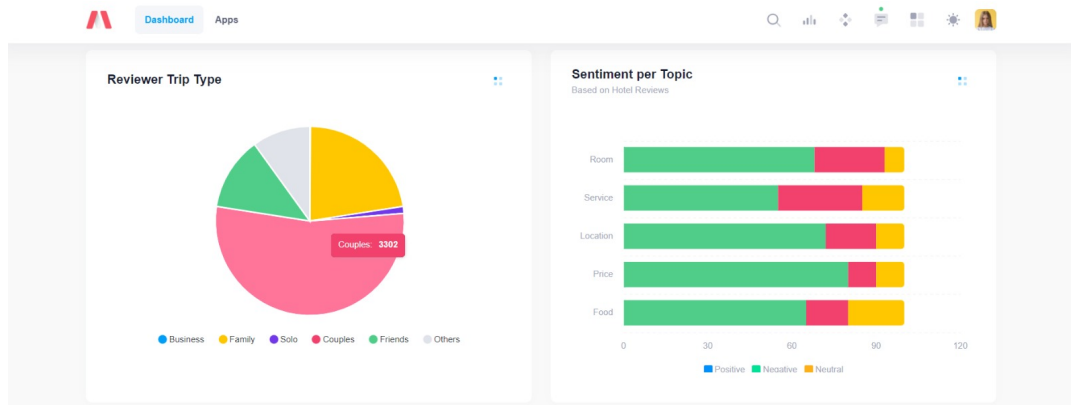 Dashboard Apps
Reviewer Trip Type
Couples: 3302
Business Family Solo Couples Friends Others
Sentiment per Topic
Based on Hotel Reviews
Room
Service
Location
Price
Food
0 30 60 90 120
Positive Negative Neutral